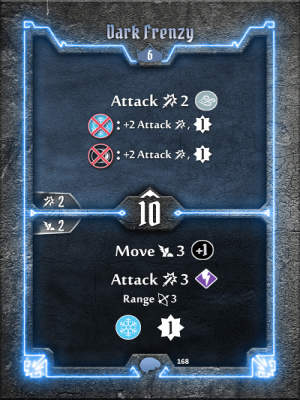 Dark Frenzy
6
Attack 2
: +2 Attack , 1
: +2 Attack , 1
2
10
2
Move 3 +1
Attack 3
Range 3
1
168